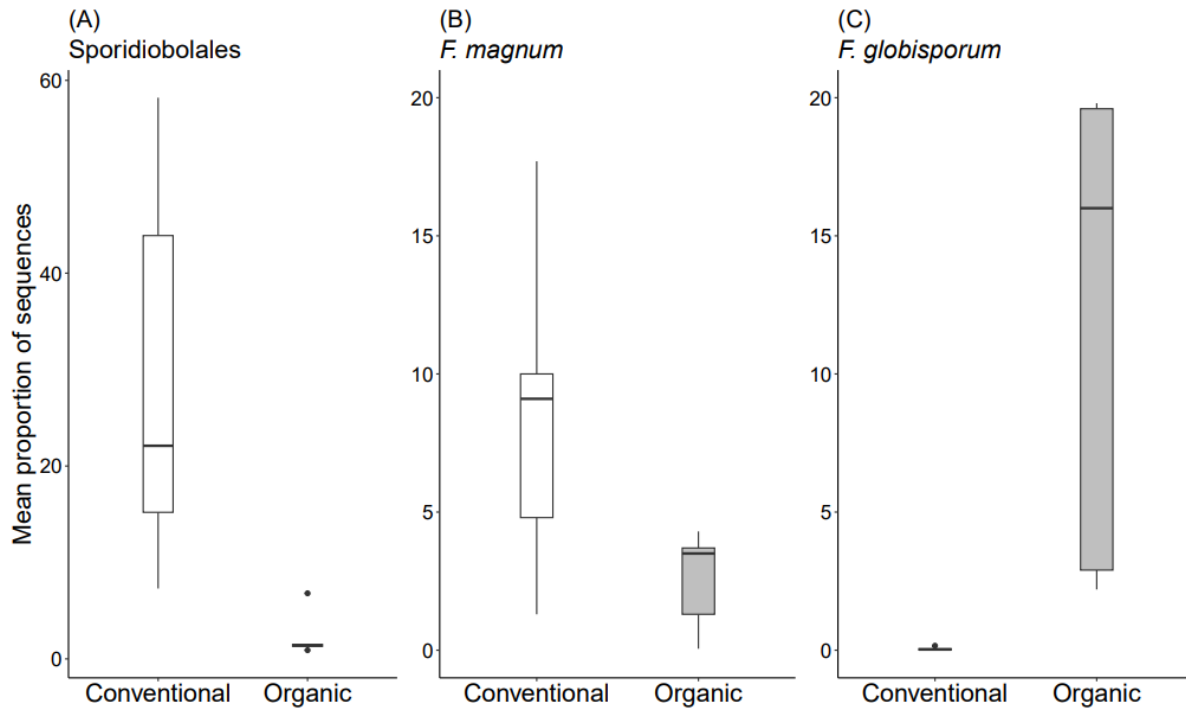 (A)
Sporidiobolales
(B)
F. magnum
(C)
F. globisporum
Mean proportion of sequences
60
40
20
0
Conventional Organic
20
15
10
5
0
Conventional Organic
20
15
10
5
0
Conventional Organic